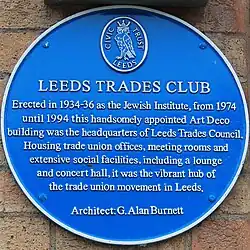 CIVIC TRUST
LEEDS
LEEDS TRADES CLUB
Erected in 1934-36 as the Jewish Institute, from 1974
until 1994 this handsomely appointed Art Deco
building was the headquarters of Leeds Trades Council.
Housing trade union offices, meeting rooms and
extensive social facilities, including a lounge
and concert hall, it was the vibrant hub of
the trade union movement in Leeds.
Architect: G. Alan Burnett